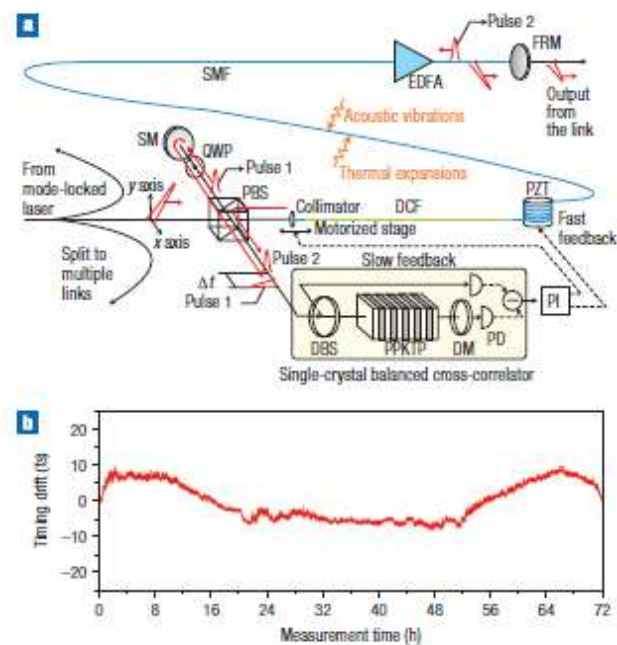 a
Pulse 2
FRM
SMF
EDFA
Output
from
the link
Acoustic vibrations
Thermal expansions
SM
QWP
Pulse 1
From
mode-locked
laser
y axis
PBS
PZT
Collimator
DCF
Motorized stage
Fast
feedback
x axis
Split to
multiple
links
Pulse 2
Δt
Pulse 1
Slow feedback
PI
DBS
PPKTP
DM
PD
Single-crystal balanced cross-correlator
b
Timing drift (fs)
20
10
0
−10
−20
0 8 16 24 32 40 48 56 64 72
Measurement time (h)